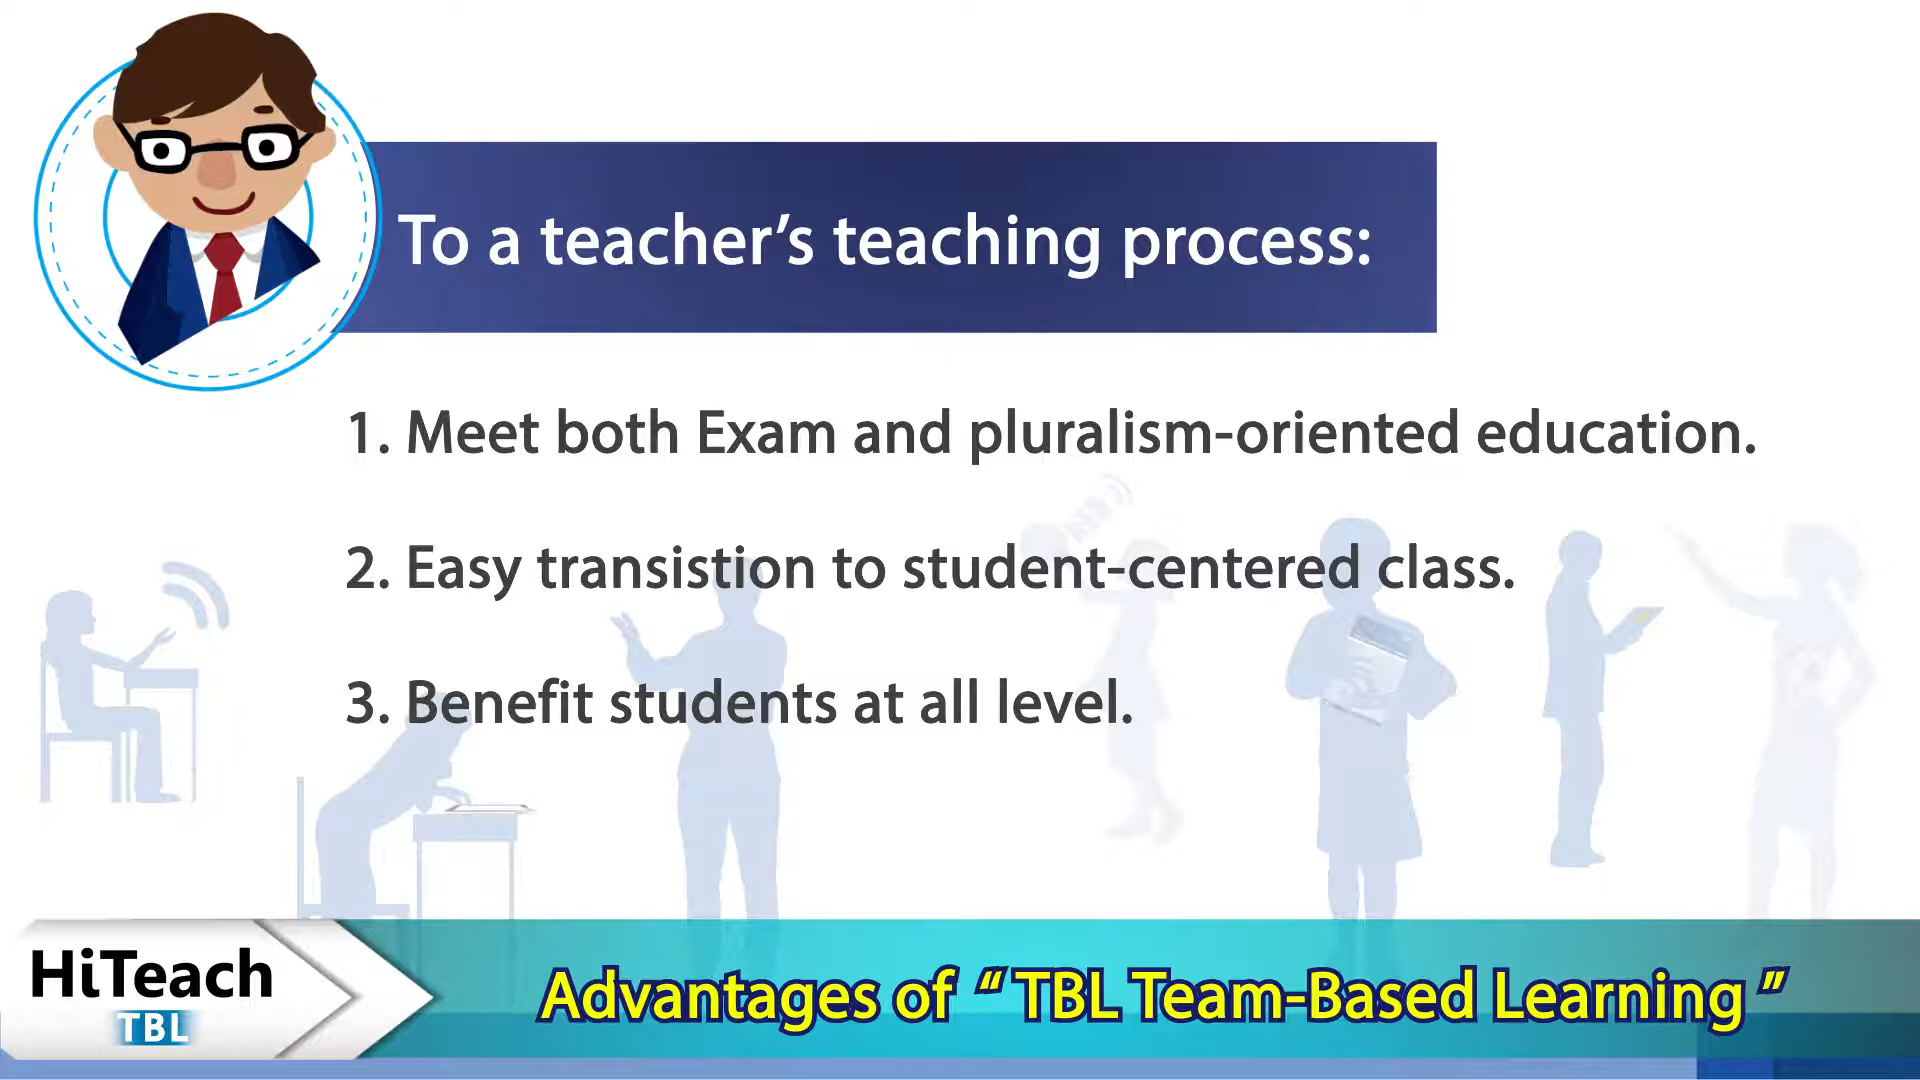 To a teacher’s teaching process:
1. Meet both Exam and pluralism-oriented education.
2. Easy transistion to student-centered class.
3. Benefit students at all level.
HiTeach
TBL
Advantages of “ TBL Team-Based Learning ”